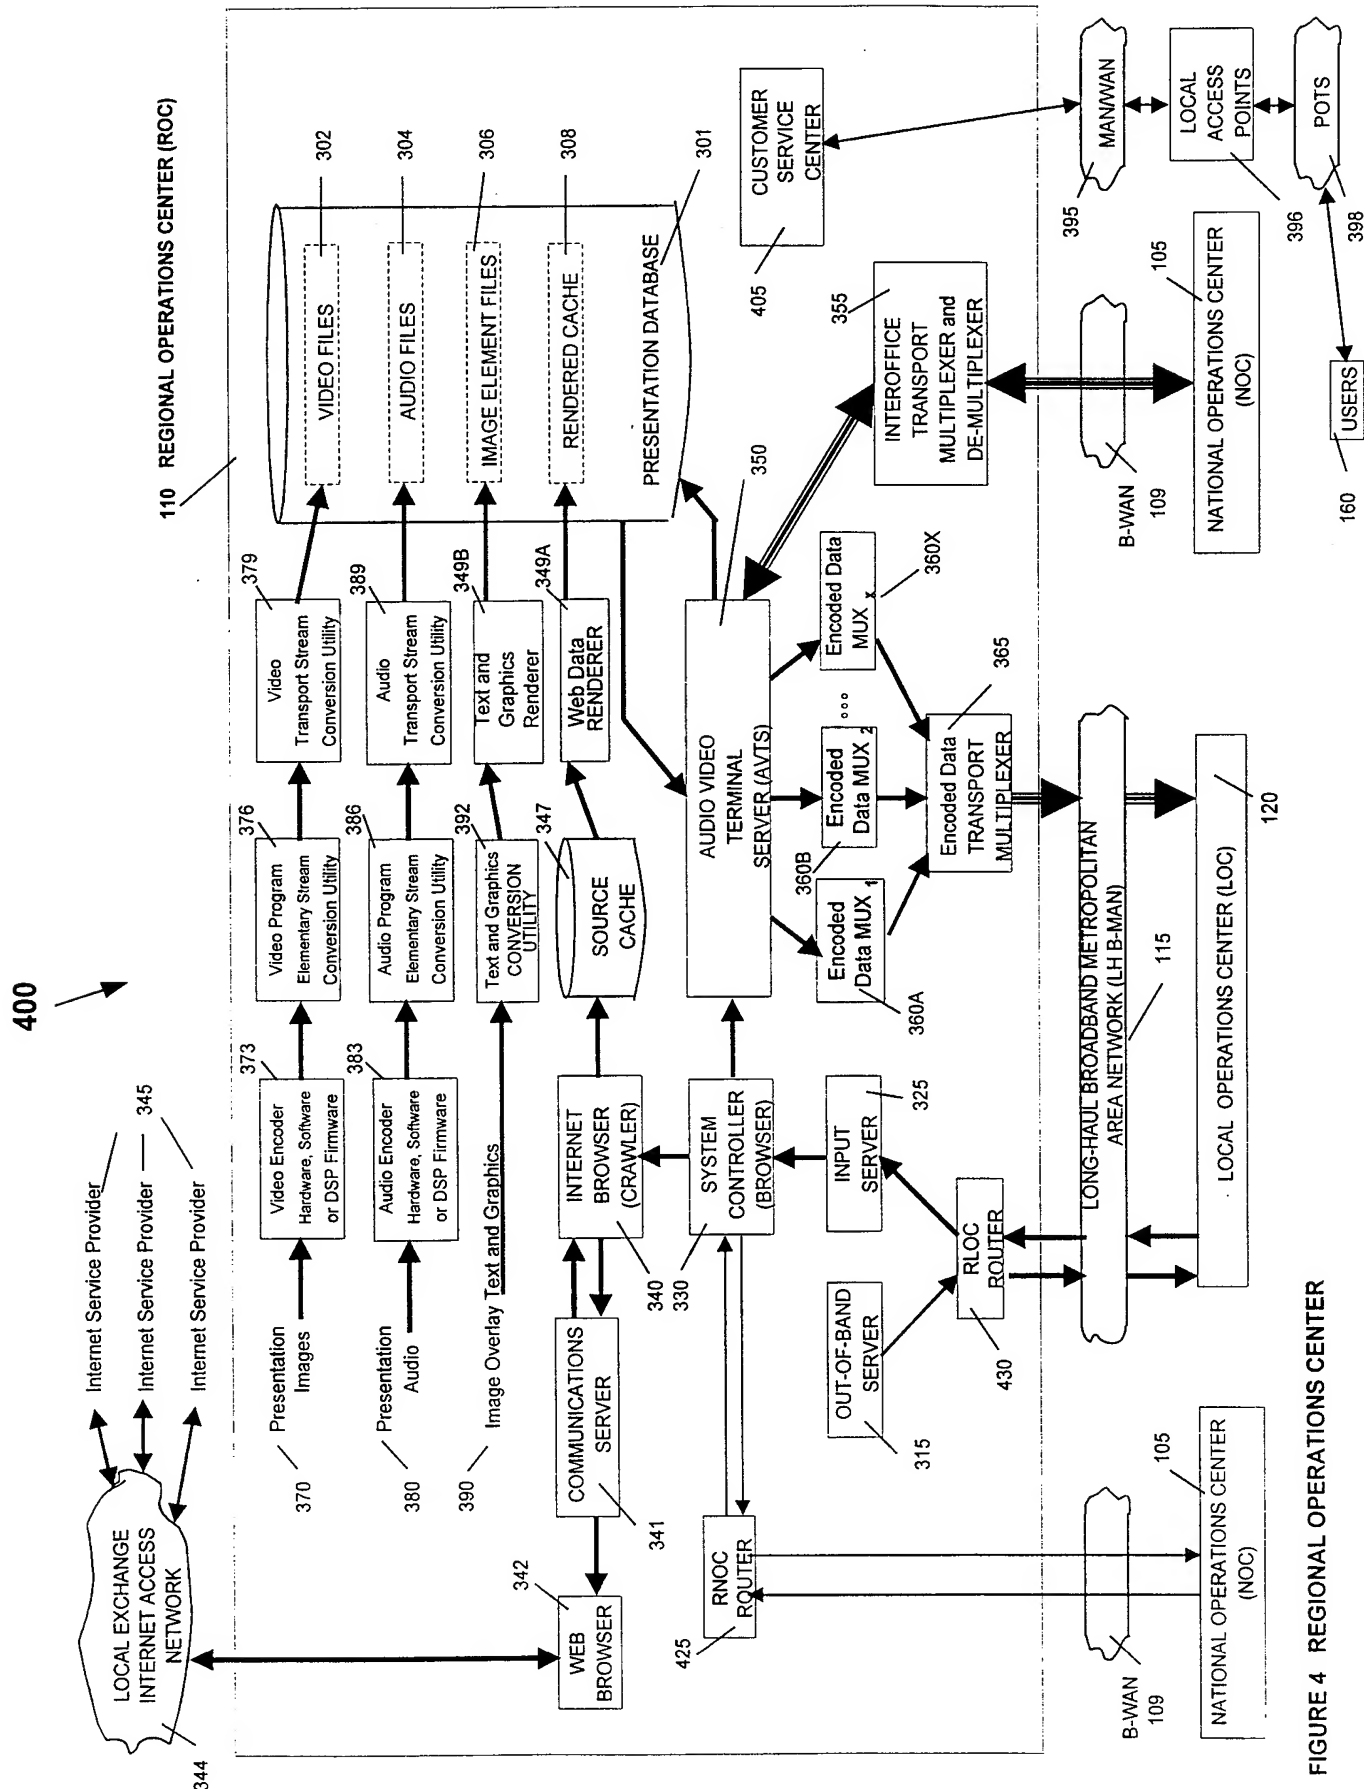 400
110 REGIONAL OPERATIONS CENTER (ROC)
LOCAL EXCHANGE
INTERNET ACCESS
NETWORK
344
Internet Service Provider
Internet Service Provider
Internet Service Provider
345
370
Presentation
Images
373
Video Encoder
Hardware, Software
or DSP Firmware
376
Video Program
Elementary Stream
Conversion Utility
379
Video
Transport Stream
Conversion Utility
VIDEO FILES
302
380
Presentation
Audio
383
Audio Encoder
Hardware, Software
or DSP Firmware
386
Audio Program
Elementary Stream
Conversion Utility
389
Audio
Transport Stream
Conversion Utility
AUDIO FILES
304
390
Image Overlay Text and Graphics
392
Text and Graphics
CONVERSION
UTILITY
349B
Text and
Graphics
Renderer
IMAGE ELEMENT FILES
306
342
WEB
BROWSER
COMMUNICATIONS
SERVER
341
INTERNET
BROWSER
(CRAWLER)
340
347
SOURCE
CACHE
349A
Web Data
RENDERER
RENDERED CACHE
308
PRESENTATION DATABASE
301
RNOC
ROUTER
425
SYSTEM
CONTROLLER
(BROWSER)
330
AUDIO VIDEO
TERMINAL
SERVER (AVTS)
350
CUSTOMER
SERVICE
CENTER
405
OUT-OF-BAND
SERVER
315
INPUT
SERVER
325
Encoded
Data MUX 1
360A
Encoded
Data MUX 2
360B
Encoded Data
MUX x
360X
INTEROFFICE
TRANSPORT
MULTIPLEXER and
DE-MULTIPLEXER
355
RLOC
ROUTER
430
Encoded Data
TRANSPORT
MULTIPLEXER
365
B-WAN
109
LONG-HAUL BROADBAND METROPOLITAN
AREA NETWORK (LH B-MAN)
115
B-WAN
109
MAN/WAN
395
LOCAL
ACCESS
POINTS
396
POTS
398
NATIONAL OPERATIONS CENTER
(NOC)
105
LOCAL OPERATIONS CENTER (LOC)
120
NATIONAL OPERATIONS CENTER
(NOC)
105
USERS
160
FIGURE 4 REGIONAL OPERATIONS CENTER